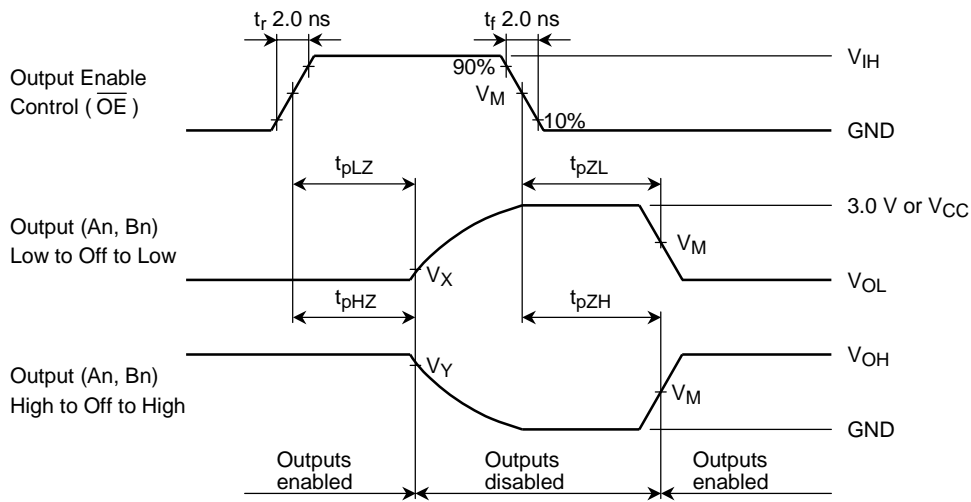 tr 2.0 ns
tf 2.0 ns
Output Enable
Control ( OE )
90%
VM
10%
VIH
GND
tpLZ
tpZL
Output (An, Bn)
Low to Off to Low
3.0 V or VCC
VM
VX
VOL
tpHZ
tpZH
Output (An, Bn)
High to Off to High
VY
VOH
VM
GND
Outputs
enabled
Outputs
disabled
Outputs
enabled